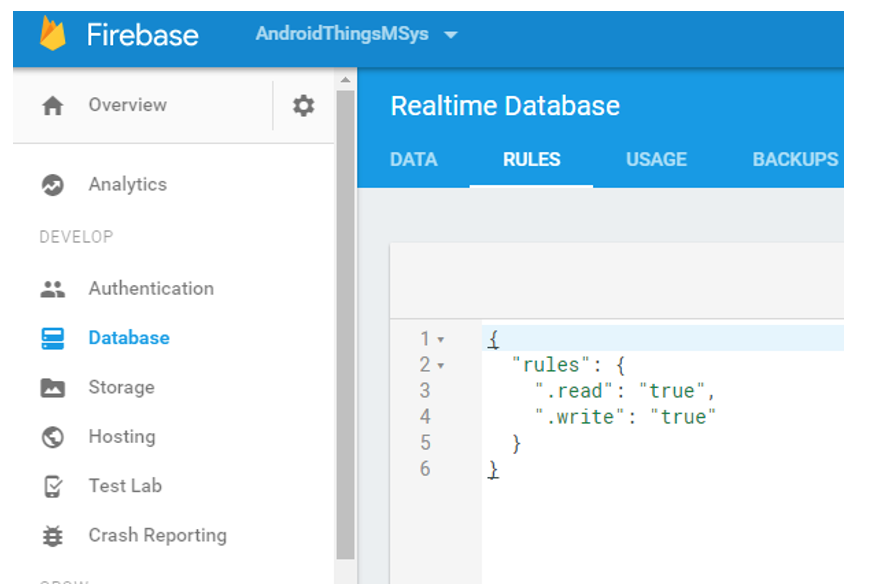 Firebase
AndroidThingsMSys
Overview
Analytics
DEVELOP
Authentication
Database
Storage
Hosting
Test Lab
Crash Reporting
Realtime Database
DATA RULES USAGE BACKUPS
1 {
2 "rules": {
3 ".read": "true",
4 ".write": "true"
5 }
6 }